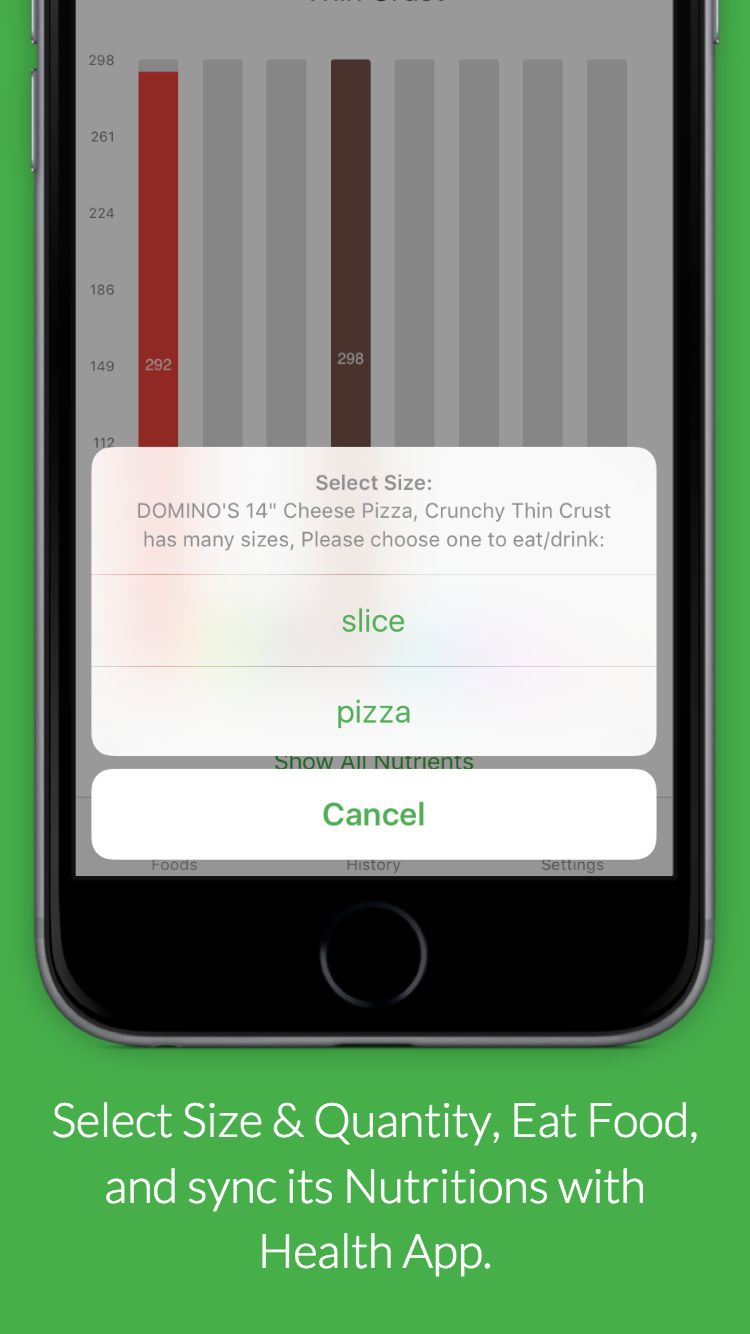 Thin Crust
298
261
224
186
149
112
292
298
Select Size:
DOMINO'S 14" Cheese Pizza, Crunchy Thin Crust
has many sizes, Please choose one to eat/drink:
slice
pizza
Show All Nutrients
Cancel
Foods
History
Settings
Select Size & Quantity, Eat Food,
and sync its Nutritions with
Health App.